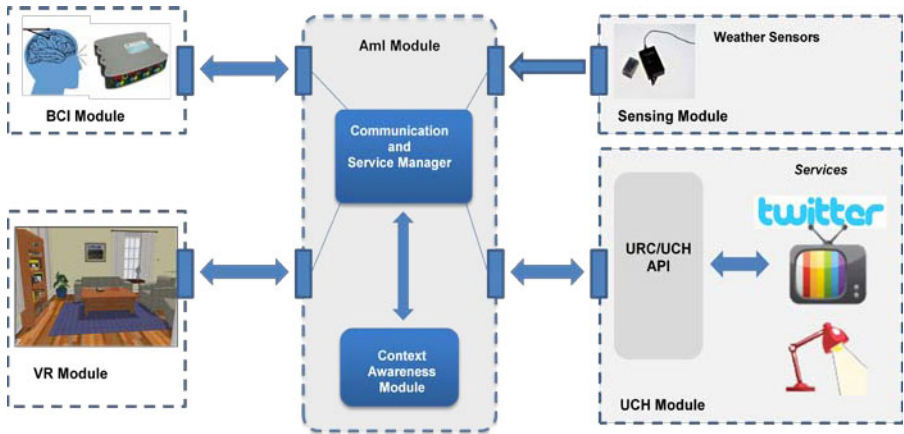 BCI Module
AmI Module
Communication
and
Service Manager
Context
Awareness
Module
VR Module
Weather Sensors
Sensing Module
Services
twitter
URC/UCH
API
UCH Module